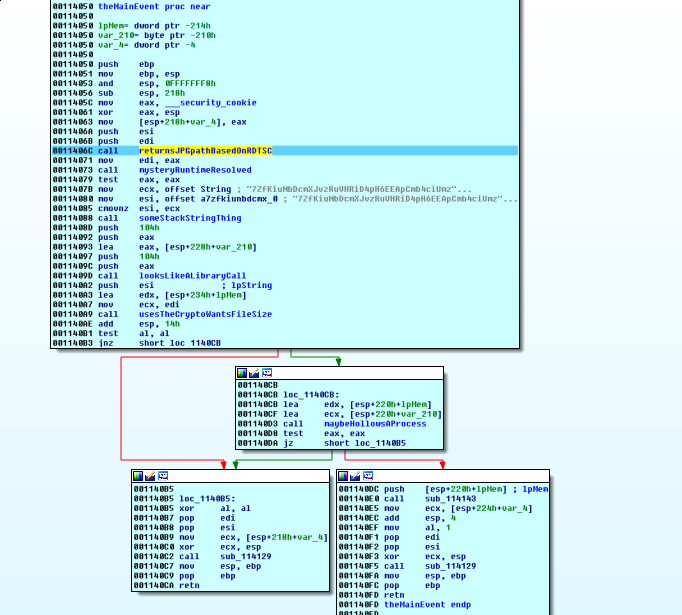 00114050 theMainEvent proc near
00114050
00114050 lpMem= dword ptr -214h
00114050 var_210= byte ptr -210h
00114050 var_4= dword ptr -4
00114050
00114050 push ebp
00114051 mov ebp, esp
00114053 and esp, 0FFFFFFF8h
00114056 sub esp, 218h
0011405C mov eax, ___security_cookie
00114061 xor eax, esp
00114063 mov [esp+218h+var_4], eax
0011406A push esi
0011406B push edi
0011406C call returnsJPGpathBasedOnRDTSC
00114071 mov edi, eax
00114073 call mysteryRuntimeResolved
00114079 test eax, eax
0011407B mov ecx, offset String ; "7ZfKiuNbDcmXJvzRuVHRiD4pH6EEApCmb4ciUmz"...
00114080 mov esi, offset a7zfkiunbdcmx_0 ; "7ZfKiuNbDcmXJvzRuVHRiD4pH6EEApCmb4ciUmz"...
00114085 cmovnz esi, ecx
00114088 call someStackStringThing
0011408D push 104h
00114092 push eax
00114093 lea eax, [esp+228h+var_210]
00114097 push 104h
0011409C push eax
0011409D call looksLikeALibraryCall
001140A2 push esi ; lpString
001140A3 lea edx, [esp+234h+lpMem]
001140A7 mov ecx, edi
001140A9 call usesTheCryptoWantsFileSize
001140AE add esp, 14h
001140B1 test al, al
001140B3 jnz short loc_1140CB
001140CB
001140CB loc_1140CB:
001140CB lea edx, [esp+220h+lpMem]
001140CF lea ecx, [esp+220h+var_210]
001140D3 call maybeHollowsAProcess
001140D8 test eax, eax
001140DA jz short loc_1140B5
001140B5
001140B5 loc_1140B5:
001140B5 xor al, al
001140B7 pop edi
001140B8 pop esi
001140B9 mov ecx, [esp+218h+var_4]
001140C0 xor ecx, esp
001140C2 call sub_114129
001140C7 mov esp, ebp
001140C9 pop ebp
001140CA retn
001140DC push [esp+220h+lpMem] ; lpMem
001140E0 call sub_114143
001140E5 mov ecx, [esp+224h+var_4]
001140EC add esp, 4
001140EF mov al, 1
001140F1 pop edi
001140F2 pop esi
001140F3 xor ecx, esp
001140F5 call sub_114129
001140FA mov esp, ebp
001140FC pop ebp
001140FD retn
001140FD theMainEvent endp